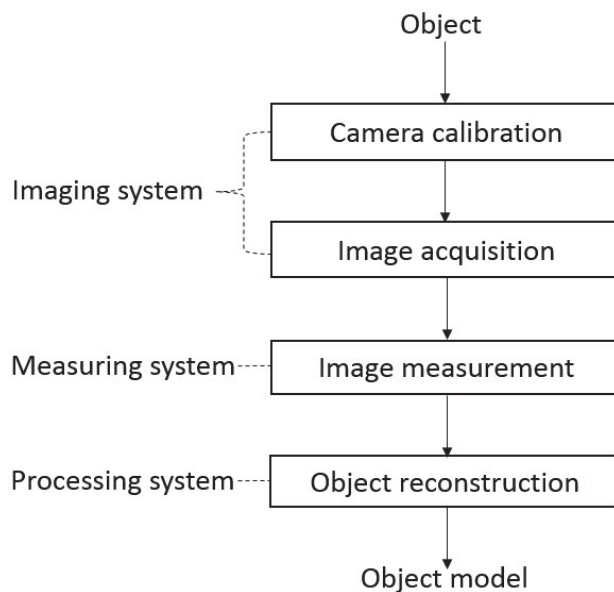 Object
Camera calibration
Imaging system
Image acquisition
Measuring system
Image measurement
Processing system
Object reconstruction
Object model